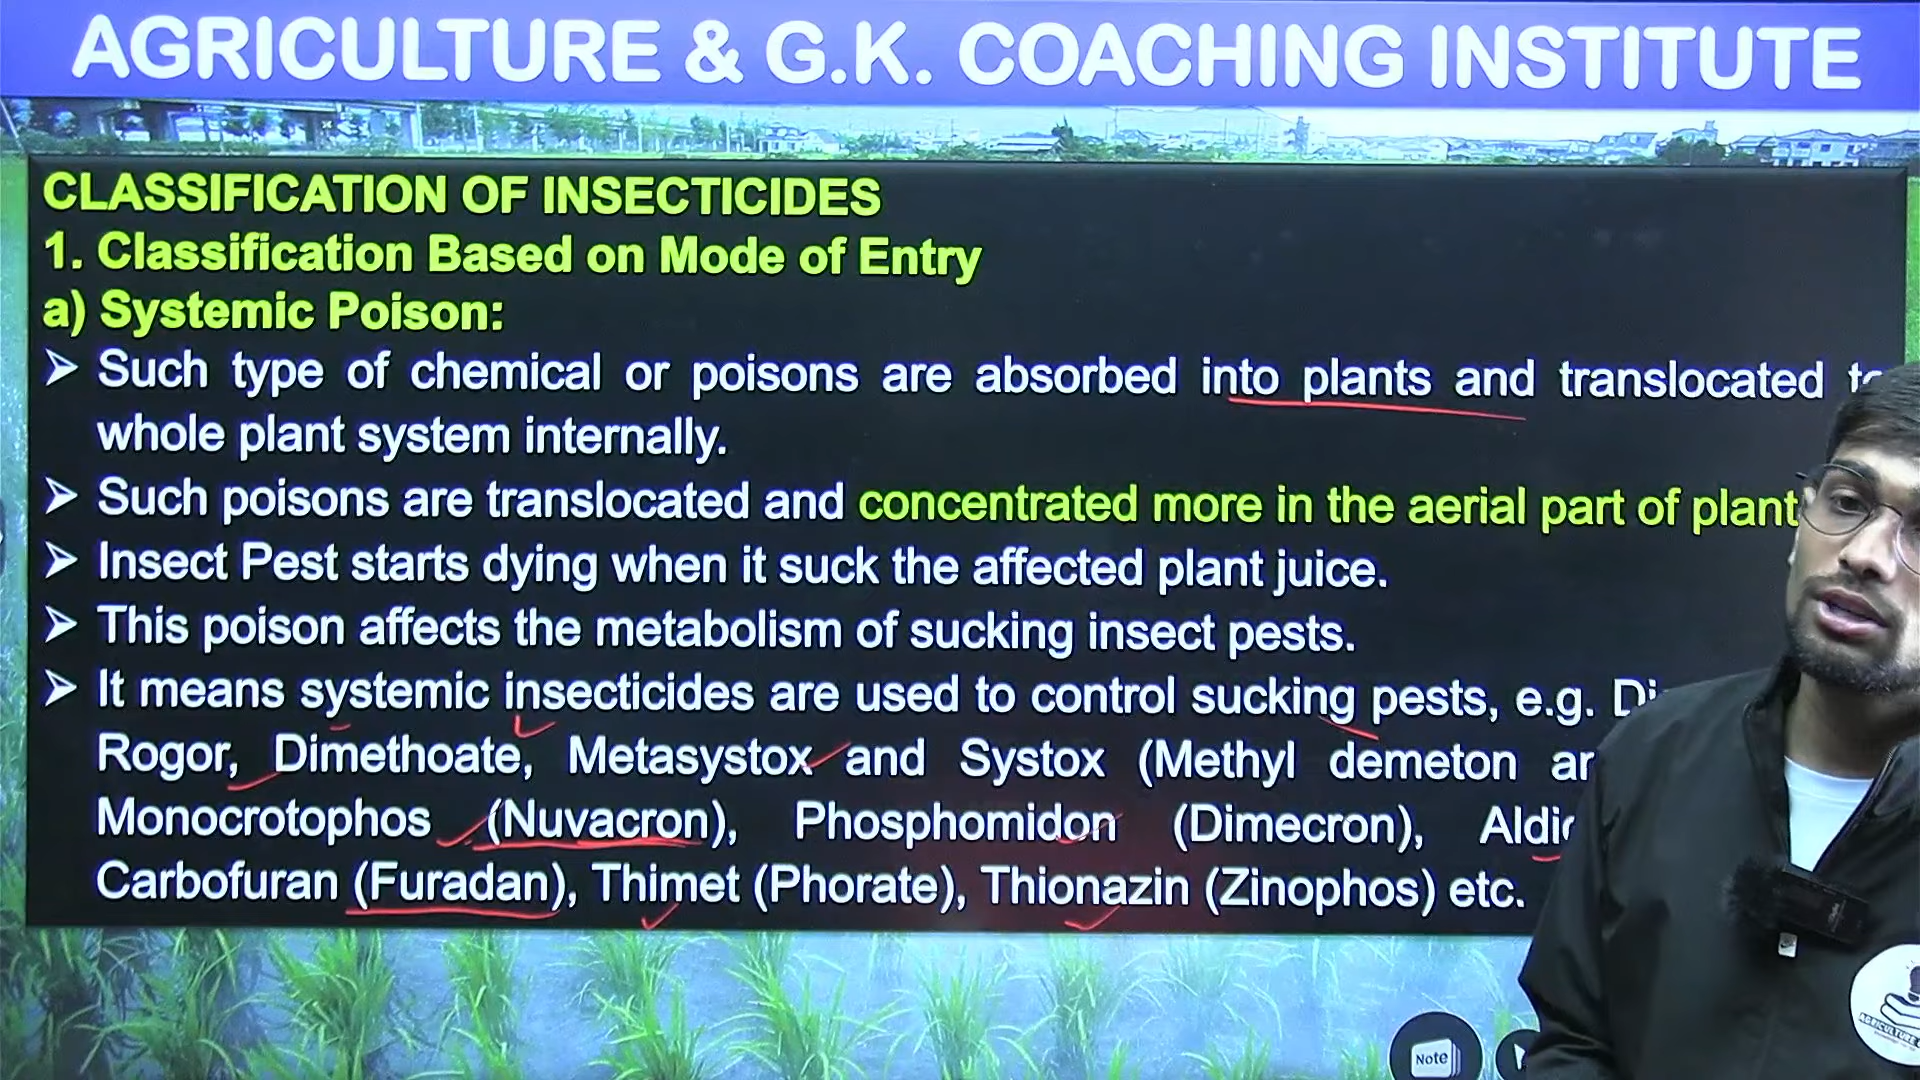 AGRICULTURE & G.K. COACHING INSTITUTE
CLASSIFICATION OF INSECTICIDES
1. Classification Based on Mode of Entry
a) Systemic Poison:
➤ Such type of chemical or poisons are absorbed into plants and translocated
whole plant system internally.
➤ Such poisons are translocated and concentrated more in the aerial part of plant
➤ Insect Pest starts dying when it suck the affected plant juice.
➤ This poison affects the metabolism of sucking insect pests.
➤ It means systemic insecticides are used to control sucking pests, e.g.
Rogor, Dimethoate, Metasystox and Systox (Methyl demeton
Monocrotophos (Nuvacron), Phosphomidon (Dimecron),
Carbofuran (Furadan), Thimet (Phorate), Thionazin (Zinophos) etc.
Note